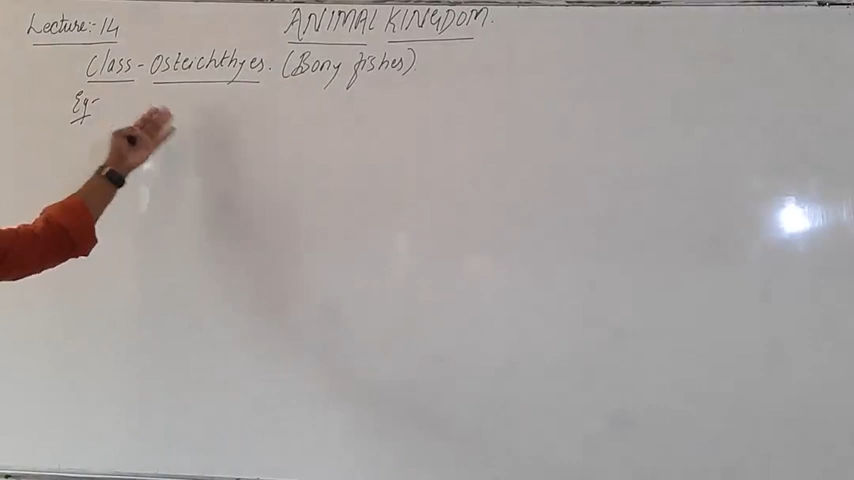 Lecture:- 14 ANIMAL KINGDOM.
Class - Osteichthyes. (Bony fishes).
Eg-